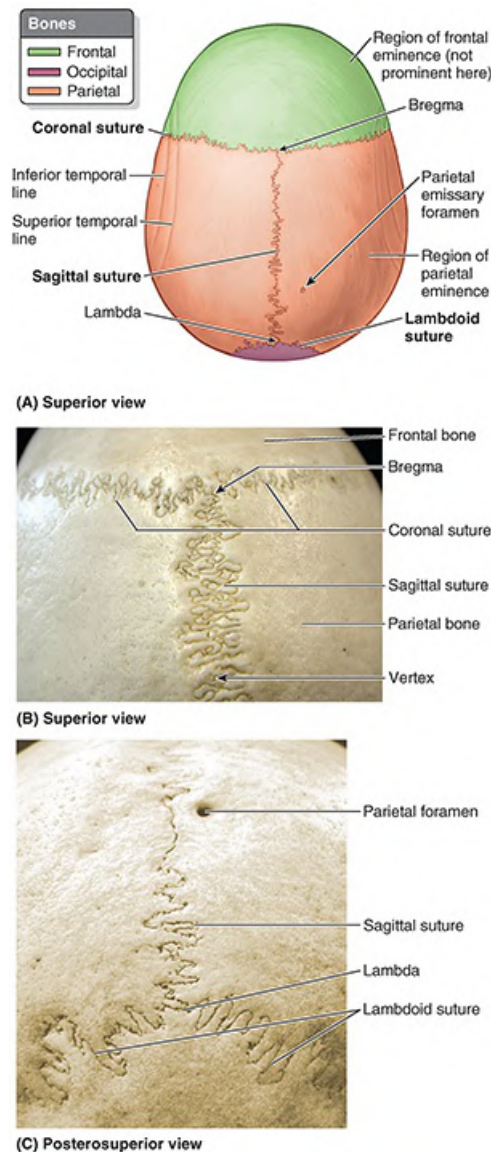 Bones
Frontal
Occipital
Parietal
Region of frontal
eminence (not
prominent here)
Bregma
Coronal suture
Inferior temporal
line
Superior temporal
line
Parietal
emissary
foramen
Sagittal suture
Region of
parietal
eminence
Lambda
Lambdoid
suture
(A) Superior view
Frontal bone
Bregma
Coronal suture
Sagittal suture
Parietal bone
Vertex
(B) Superior view
Parietal foramen
Sagittal suture
Lambda
Lambdoid suture
(C) Posterosuperior view